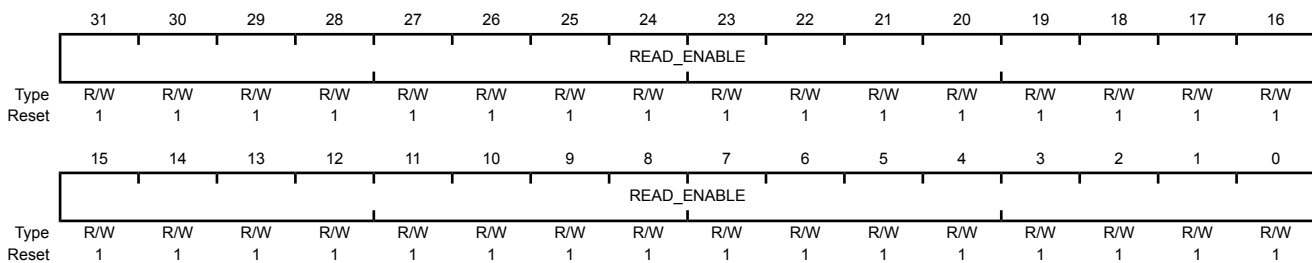 31 30 29 28 27 26 25 24 23 22 21 20 19 18 17 16
READ_ENABLE
Type R/W R/W R/W R/W R/W R/W R/W R/W R/W R/W R/W R/W R/W R/W R/W R/W
Reset 1 1 1 1 1 1 1 1 1 1 1 1 1 1 1 1
15 14 13 12 11 10 9 8 7 6 5 4 3 2 1 0
READ_ENABLE
Type R/W R/W R/W R/W R/W R/W R/W R/W R/W R/W R/W R/W R/W R/W R/W R/W
Reset 1 1 1 1 1 1 1 1 1 1 1 1 1 1 1 1